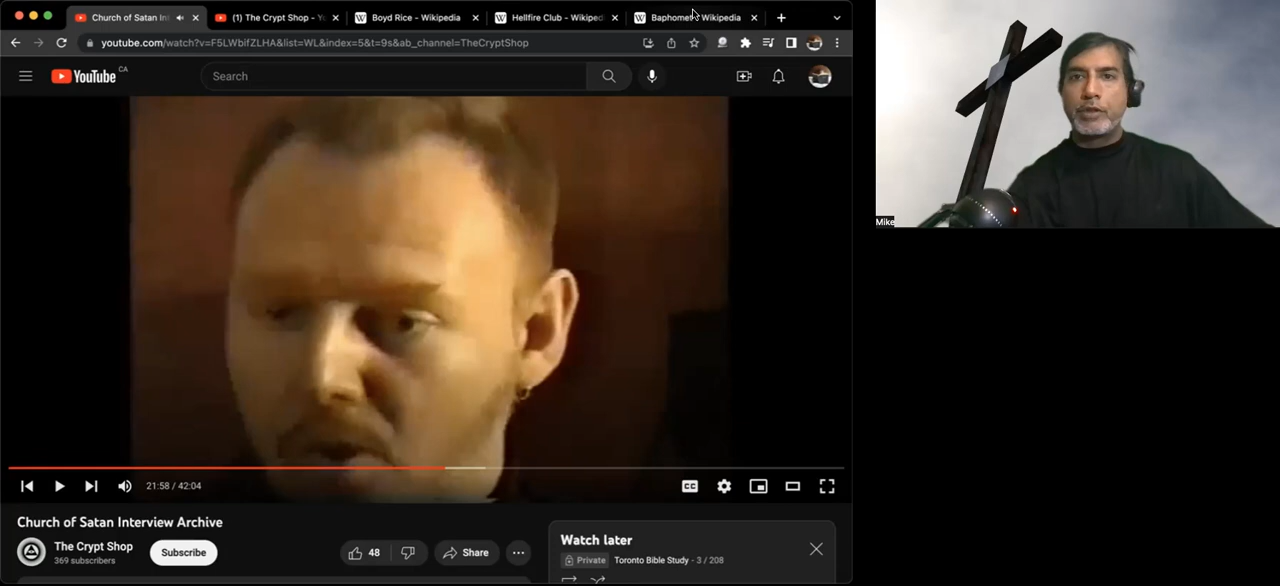 Church of Satan In
(1) The Crypt Shop - Y
Boyd Rice - Wikipedia
Hellfire Club - Wikiped
Baphomet - Wikipedia
youtube.com/watch?v=F5LWbifZLHA&list=WL&index=5&t=9s&ab_channel=TheCryptShop
YouTube CA
Search
Mike
21:58 / 42:04
CC
Church of Satan Interview Archive
The Crypt Shop
369 subscribers
Subscribe
48
Share
Watch later
Private
Toronto Bible Study - 3 / 208